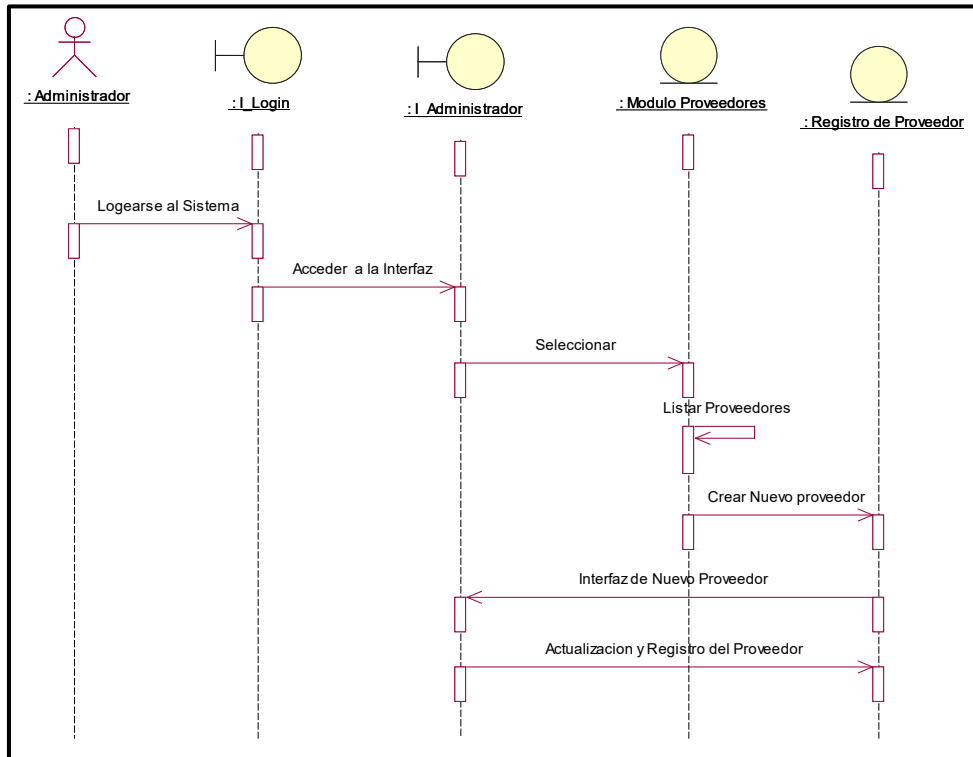 : Administrador
: I_Login
: I_Administrador
: Modulo Proveedores
: Registro de Proveedor
Logearse al Sistema
Acceder a la Interfaz
Seleccionar
Listar Proveedores
Crear Nuevo proveedor
Interfaz de Nuevo Proveedor
Actualizacion y Registro del Proveedor